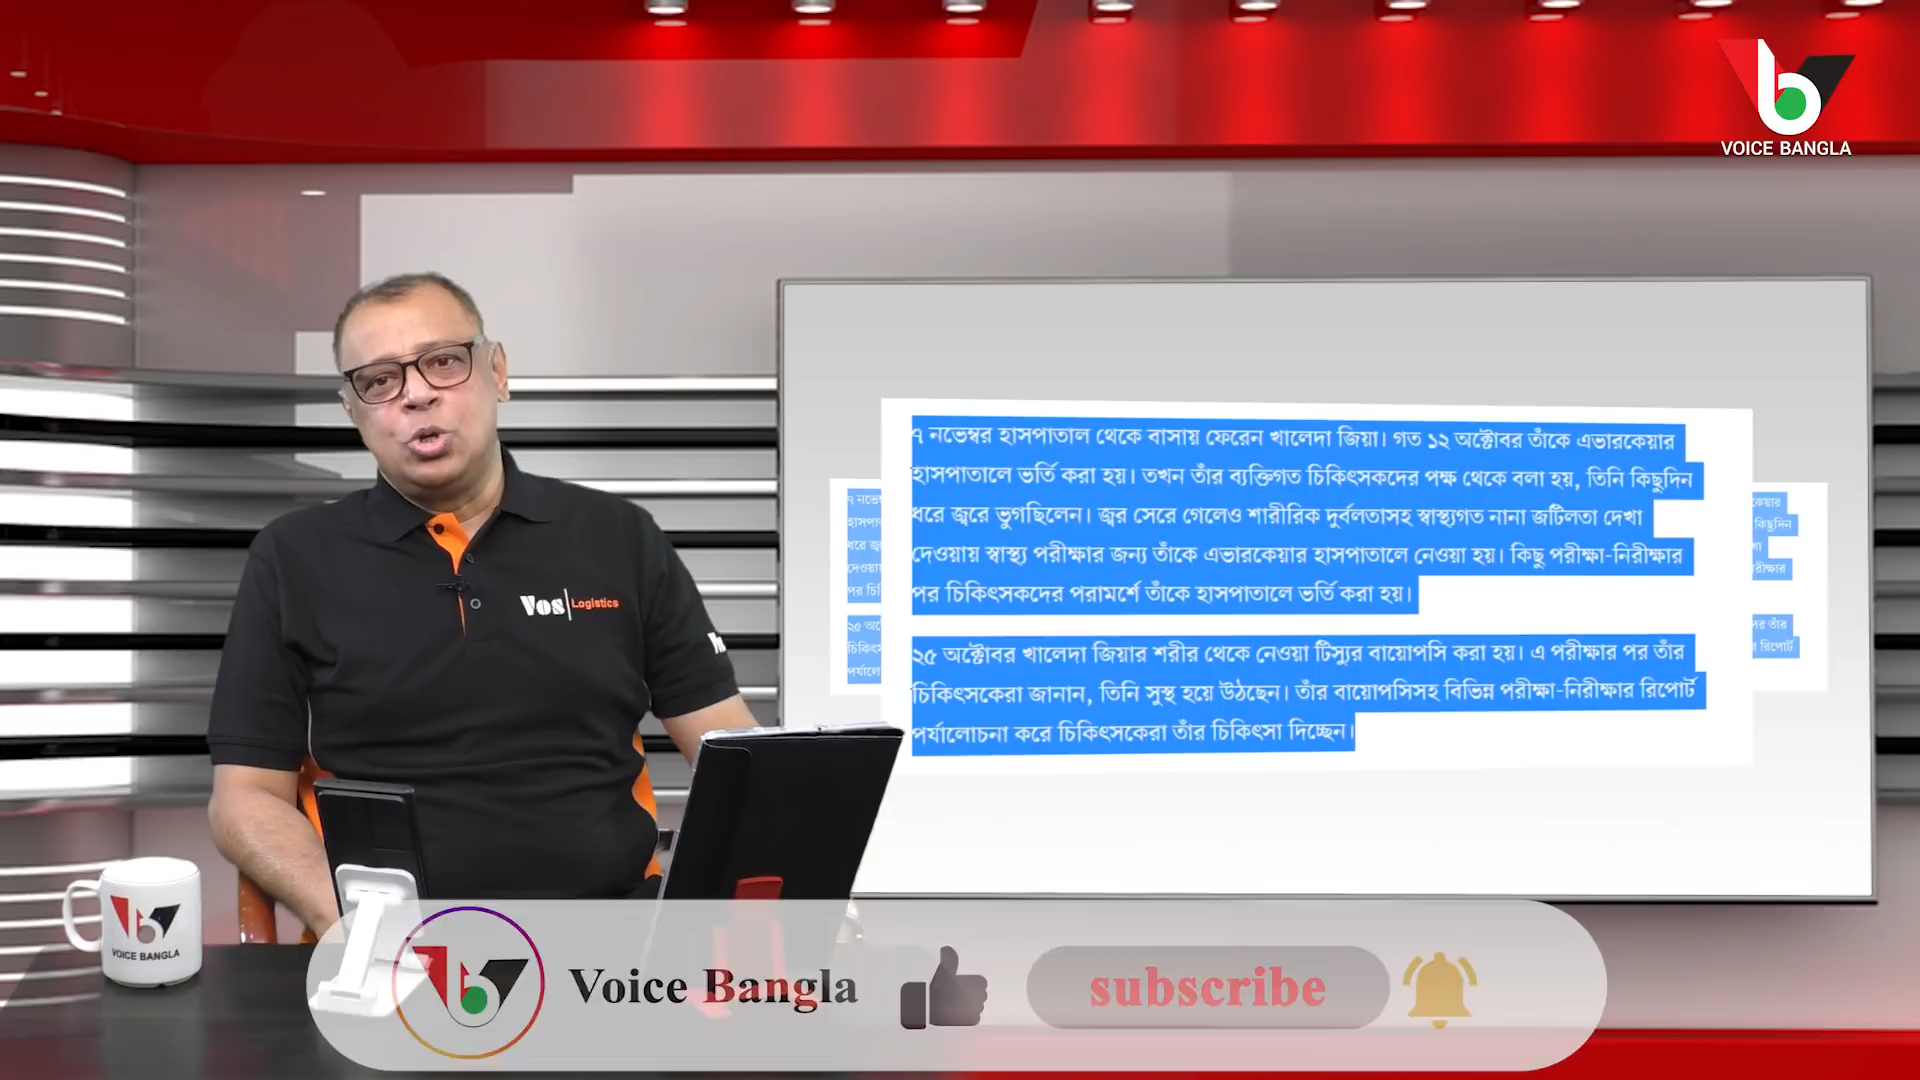 VOICE BANGLA
৭ নভেম্বর হাসপাতাল থেকে বাসায় ফেরেন খালেদা জিয়া। গত ১২ অক্টোবর তাঁকে এভারকেয়ার
হাসপাতালে ভর্তি করা হয়। তখন তাঁর ব্যক্তিগত চিকিৎসকদের পক্ষ থেকে বলা হয়, তিনি কিছুদিন
ধরে জ্বরে ভুগছিলেন। জ্বর সেরে গেলেও শারীরিক দুর্বলতাসহ স্বাস্থ্যগত নানা জটিলতা দেখা
দেওয়ায় স্বাস্থ্য পরীক্ষার জন্য তাঁকে এভারকেয়ার হাসপাতালে নেওয়া হয়। কিছু পরীক্ষা-নিরীক্ষার
পর চিকিৎসকদের পরামর্শে তাঁকে হাসপাতালে ভর্তি করা হয়।
২৫ অক্টোবর খালেদা জিয়ার শরীর থেকে নেওয়া টিস্যুর বায়োপসি করা হয়। এ পরীক্ষার পর তাঁর
চিকিৎসকেরা জানান, তিনি সুস্থ হয়ে উঠছেন। তাঁর বায়োপসিসহ বিভিন্ন পরীক্ষা-নিরীক্ষার রিপোর্ট
পর্যালোচনা করে চিকিৎসকেরা তাঁর চিকিৎসা দিচ্ছেন।
Vos Logistics
VOICE BANGLA
Voice Bangla
subscribe